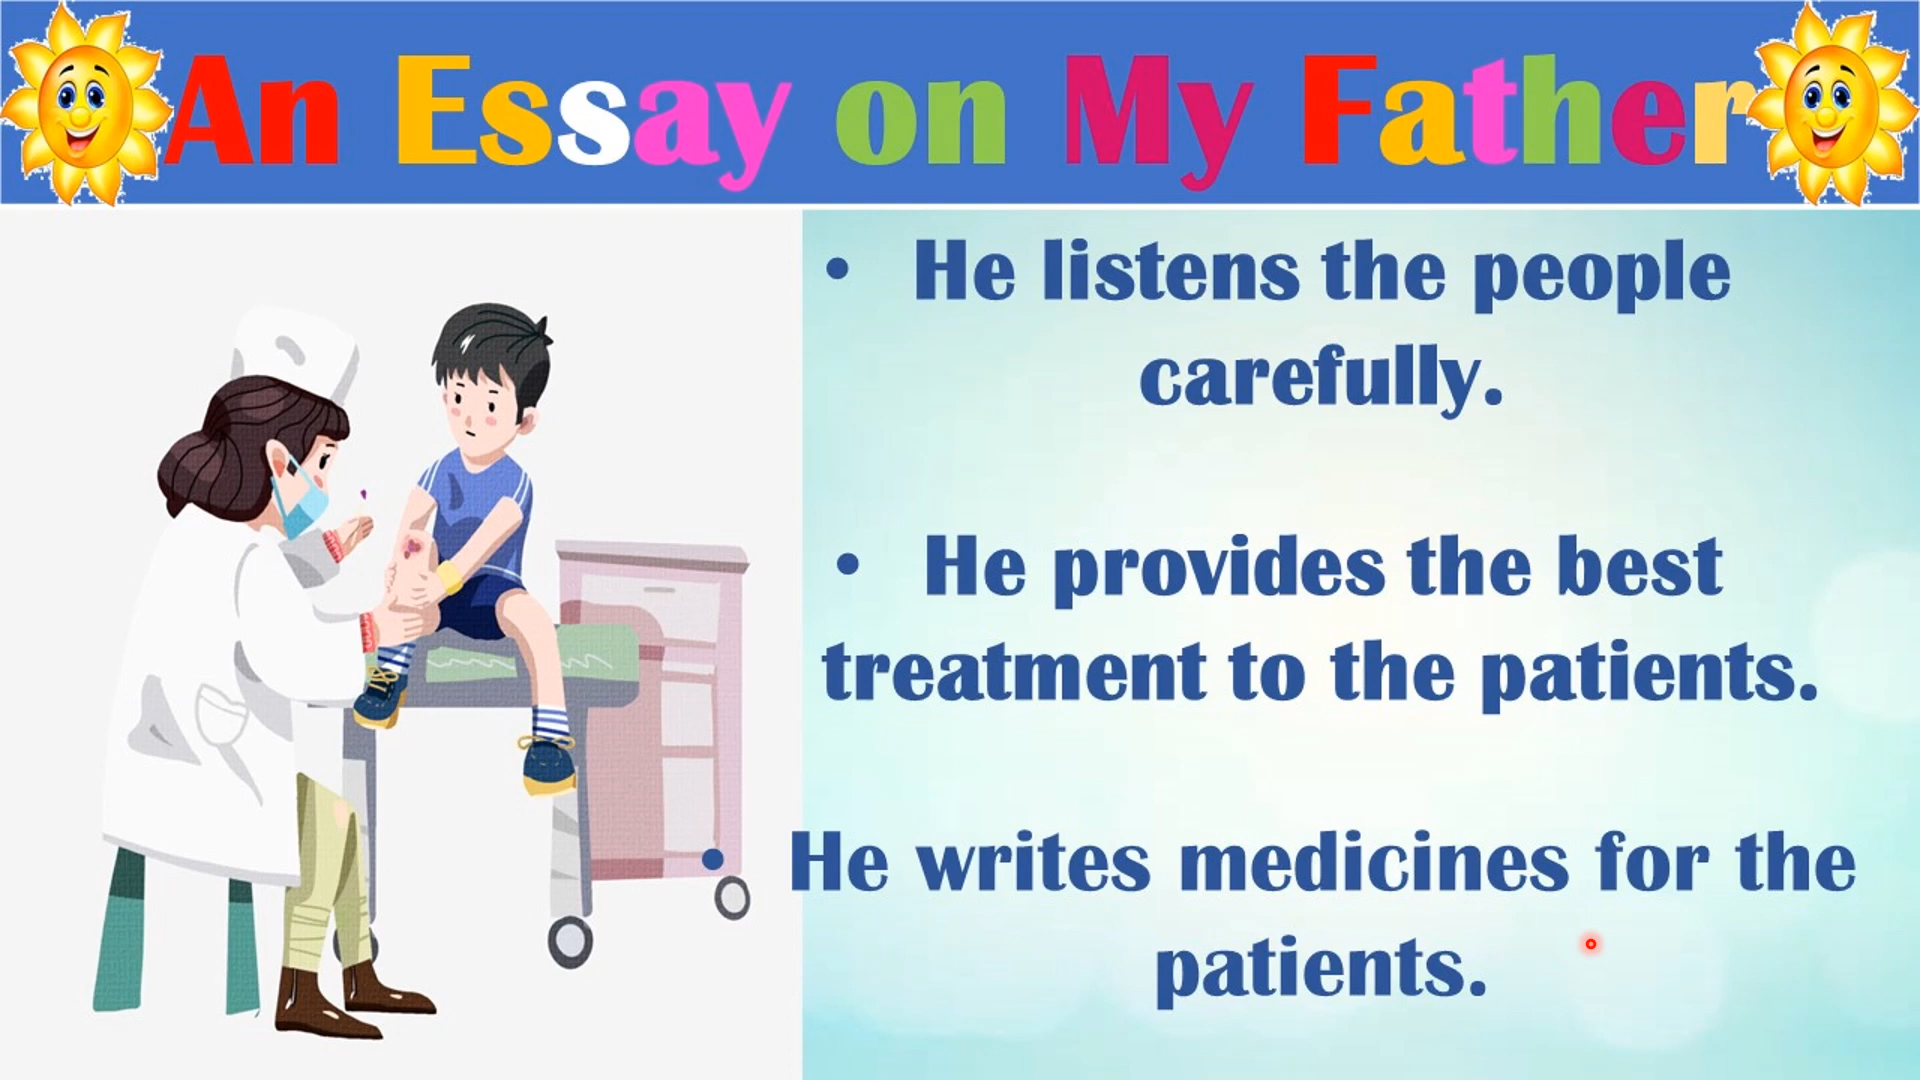 An Essay on My Father
• He listens the people
carefully.
• He provides the best
treatment to the patients.
• He writes medicines for the
patients.